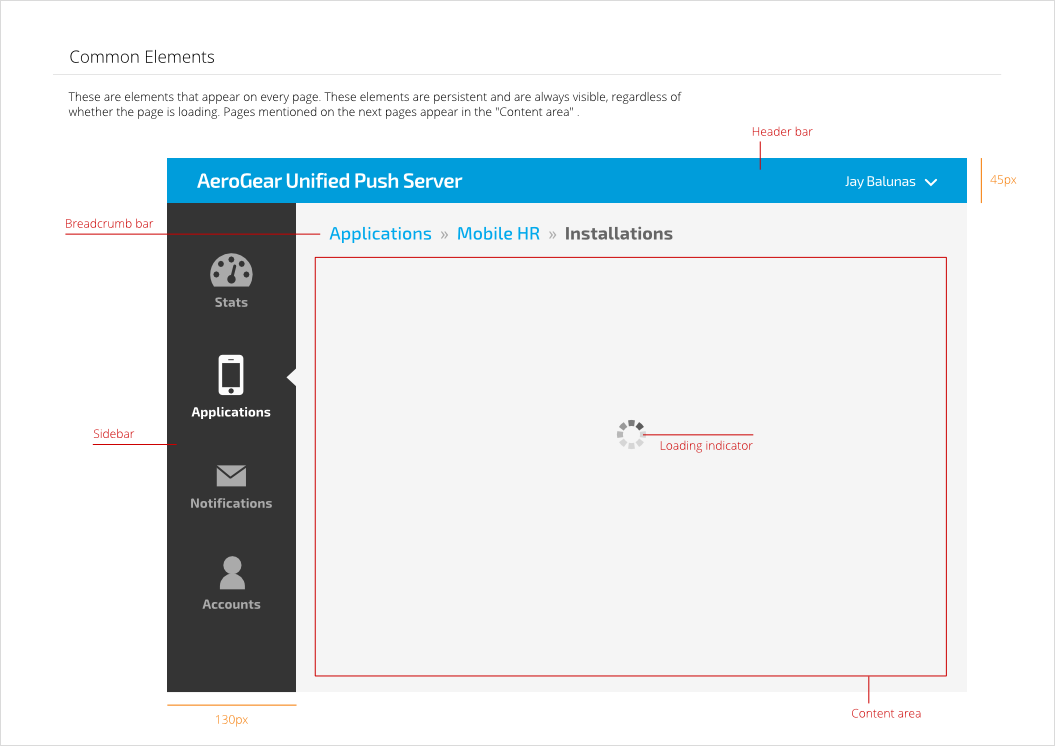 Common Elements
These are elements that appear on every page. These elements are persistent and are always visible, regardless of
whether the page is loading. Pages mentioned on the next pages appear in the "Content area" .
Header bar
AeroGear Unified Push Server
Jay Balunas
45px
Breadcrumb bar
Applications » Mobile HR » Installations
Stats
Applications
Sidebar
Loading indicator
Notifications
Accounts
130px
Content area